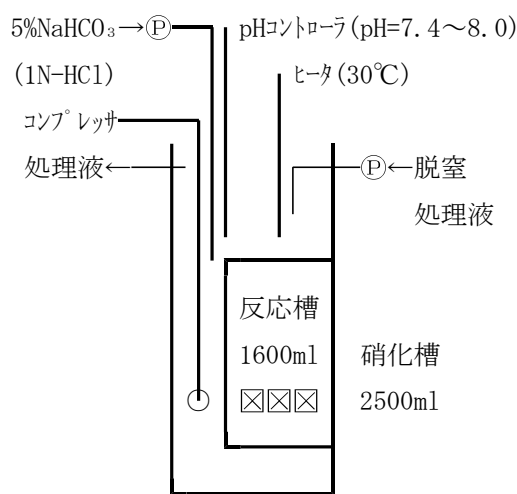 5%NaHCO₃→Ⓟ
pHコントローラ(pH=7.4～8.0)
(1N-HCl)
ヒータ(30℃)
コンプレッサ
処理液←
Ⓟ←脱窒
処理液
反応槽
1600ml
硝化槽
2500ml